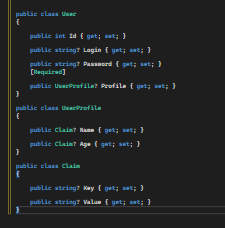 public class User
{
public int Id { get; set; }
public string? Login { get; set; }
public string? Password { get; set; }
[Required]
public UserProfile? Profile { get; set; }
}
public class UserProfile
{
public Claim? Name { get; set; }
public Claim? Age { get; set; }
}
public class Claim
{
public string? Key { get; set; }
public string? Value { get; set; }
}